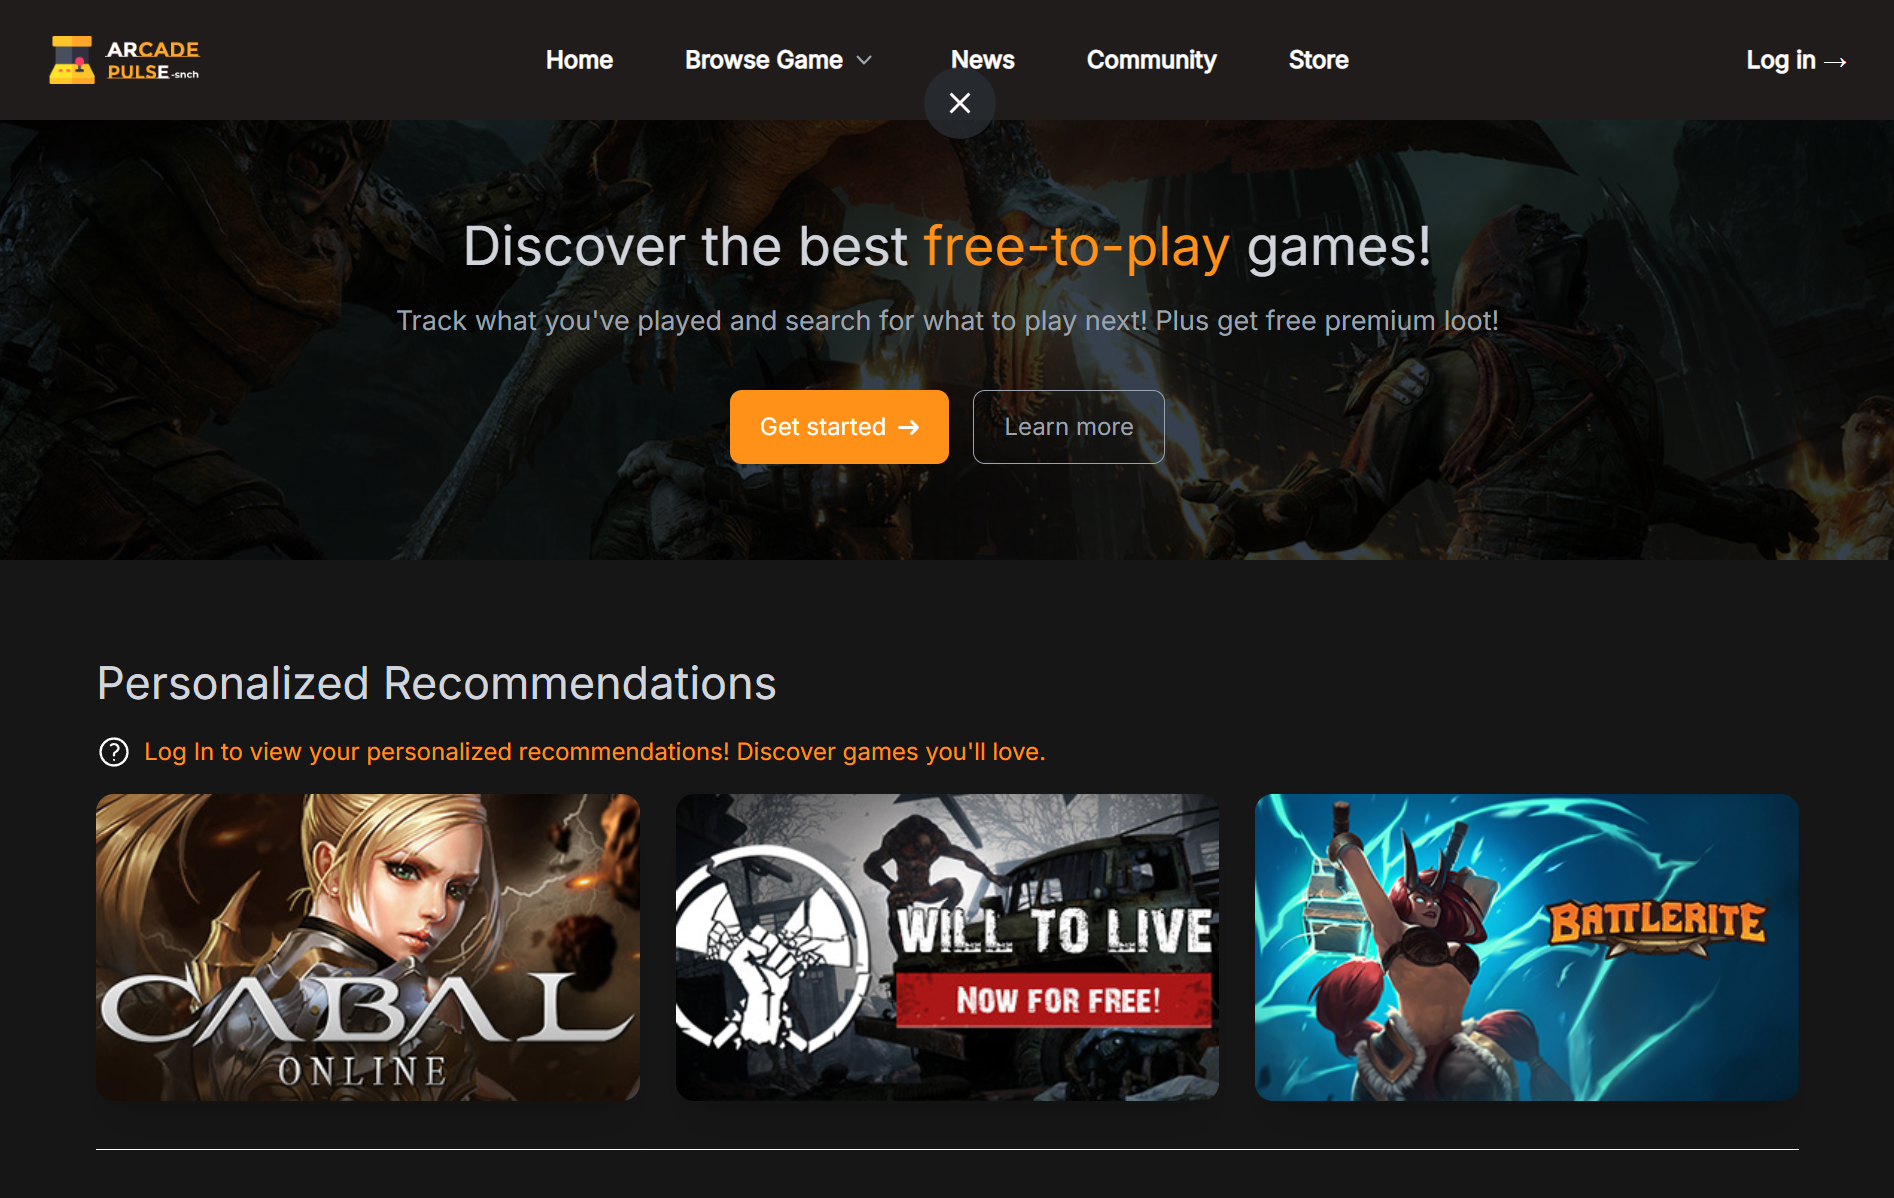 ARCADE
PULSE-snch
Home
Browse Game
News
Community
Store
Log in →
Discover the best free-to-play games!
Track what you've played and search for what to play next! Plus get free premium loot!
Get started →
Learn more
Personalized Recommendations
Log In to view your personalized recommendations! Discover games you'll love.
CABAL
ONLINE
WILL TO LIVE
NOW FOR FREE!
BATTLERITE